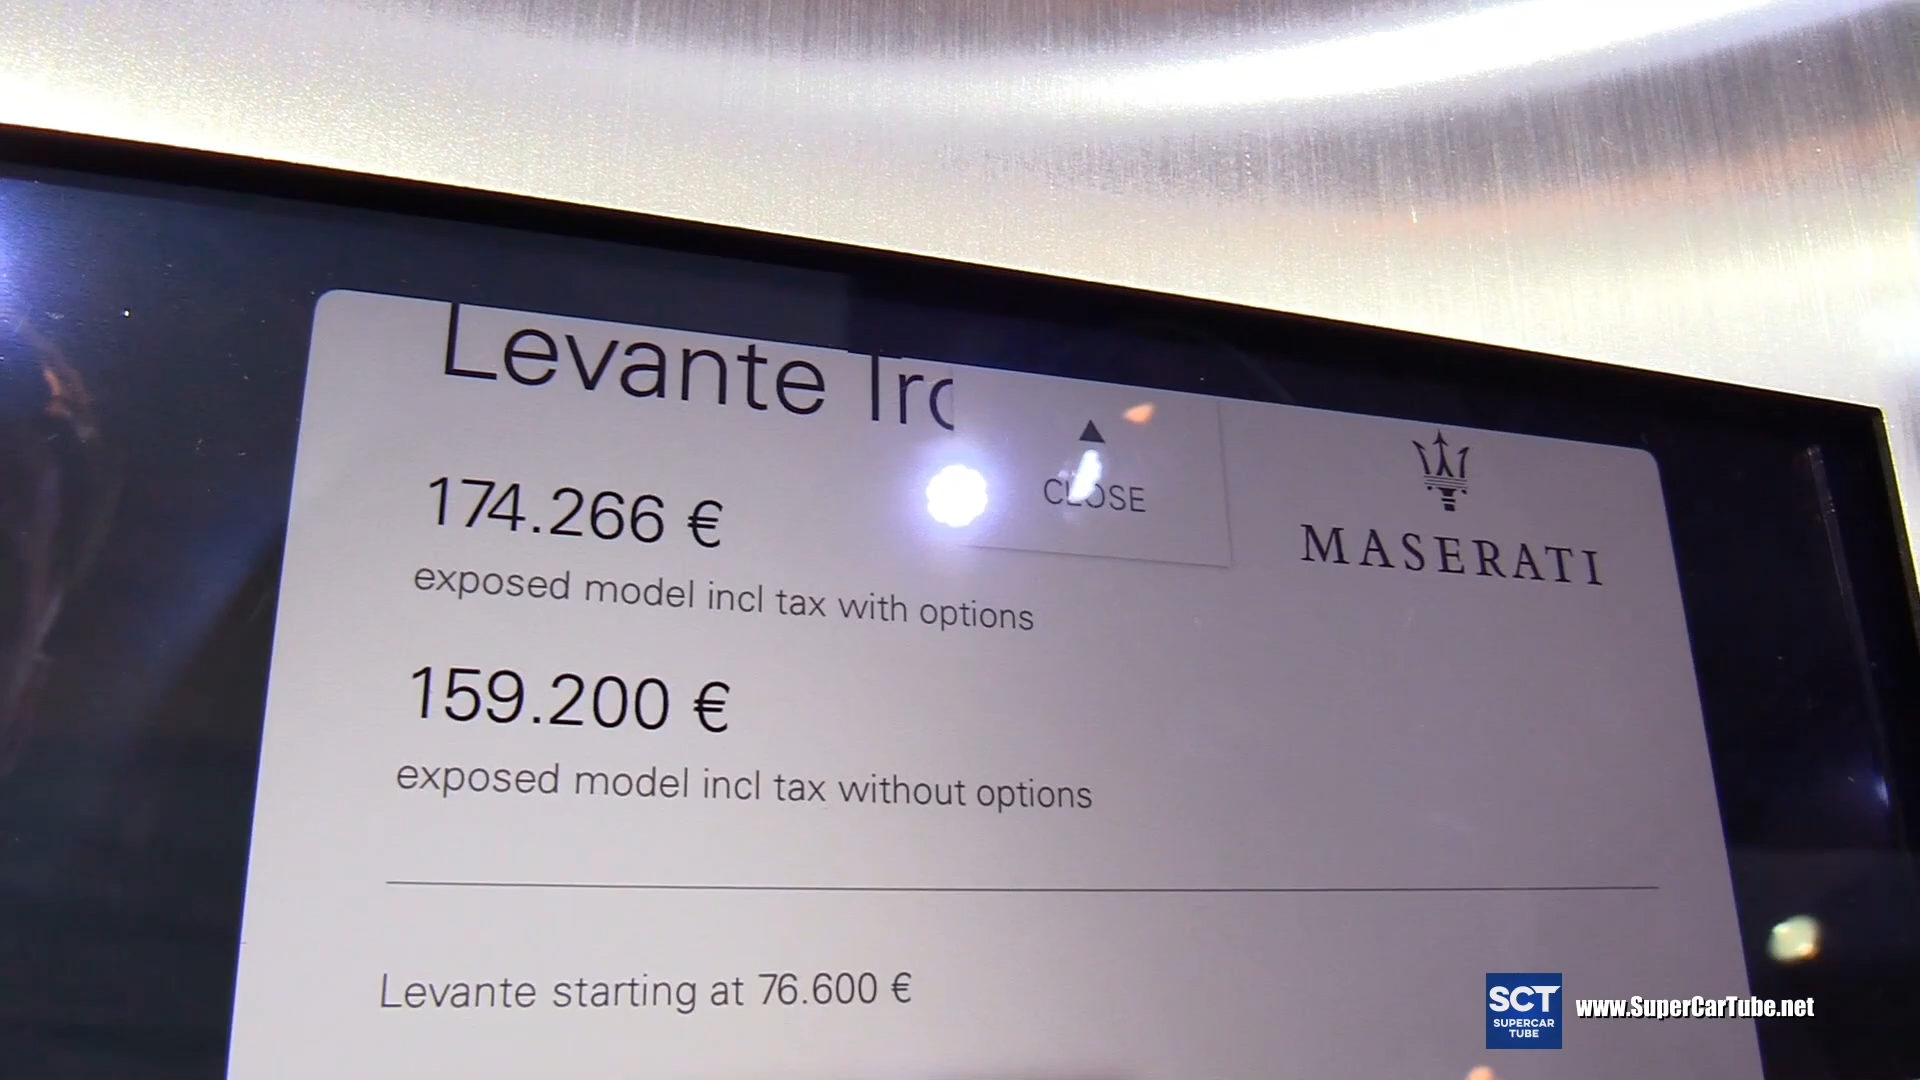 Levante Tro
174.266 €
exposed model incl tax with options
▲
CLOSE
MASERATI
159.200 €
exposed model incl tax without options
Levante starting at 76.600 €
SCT
SUPERCAR
TUBE
www.SuperCarTube.net